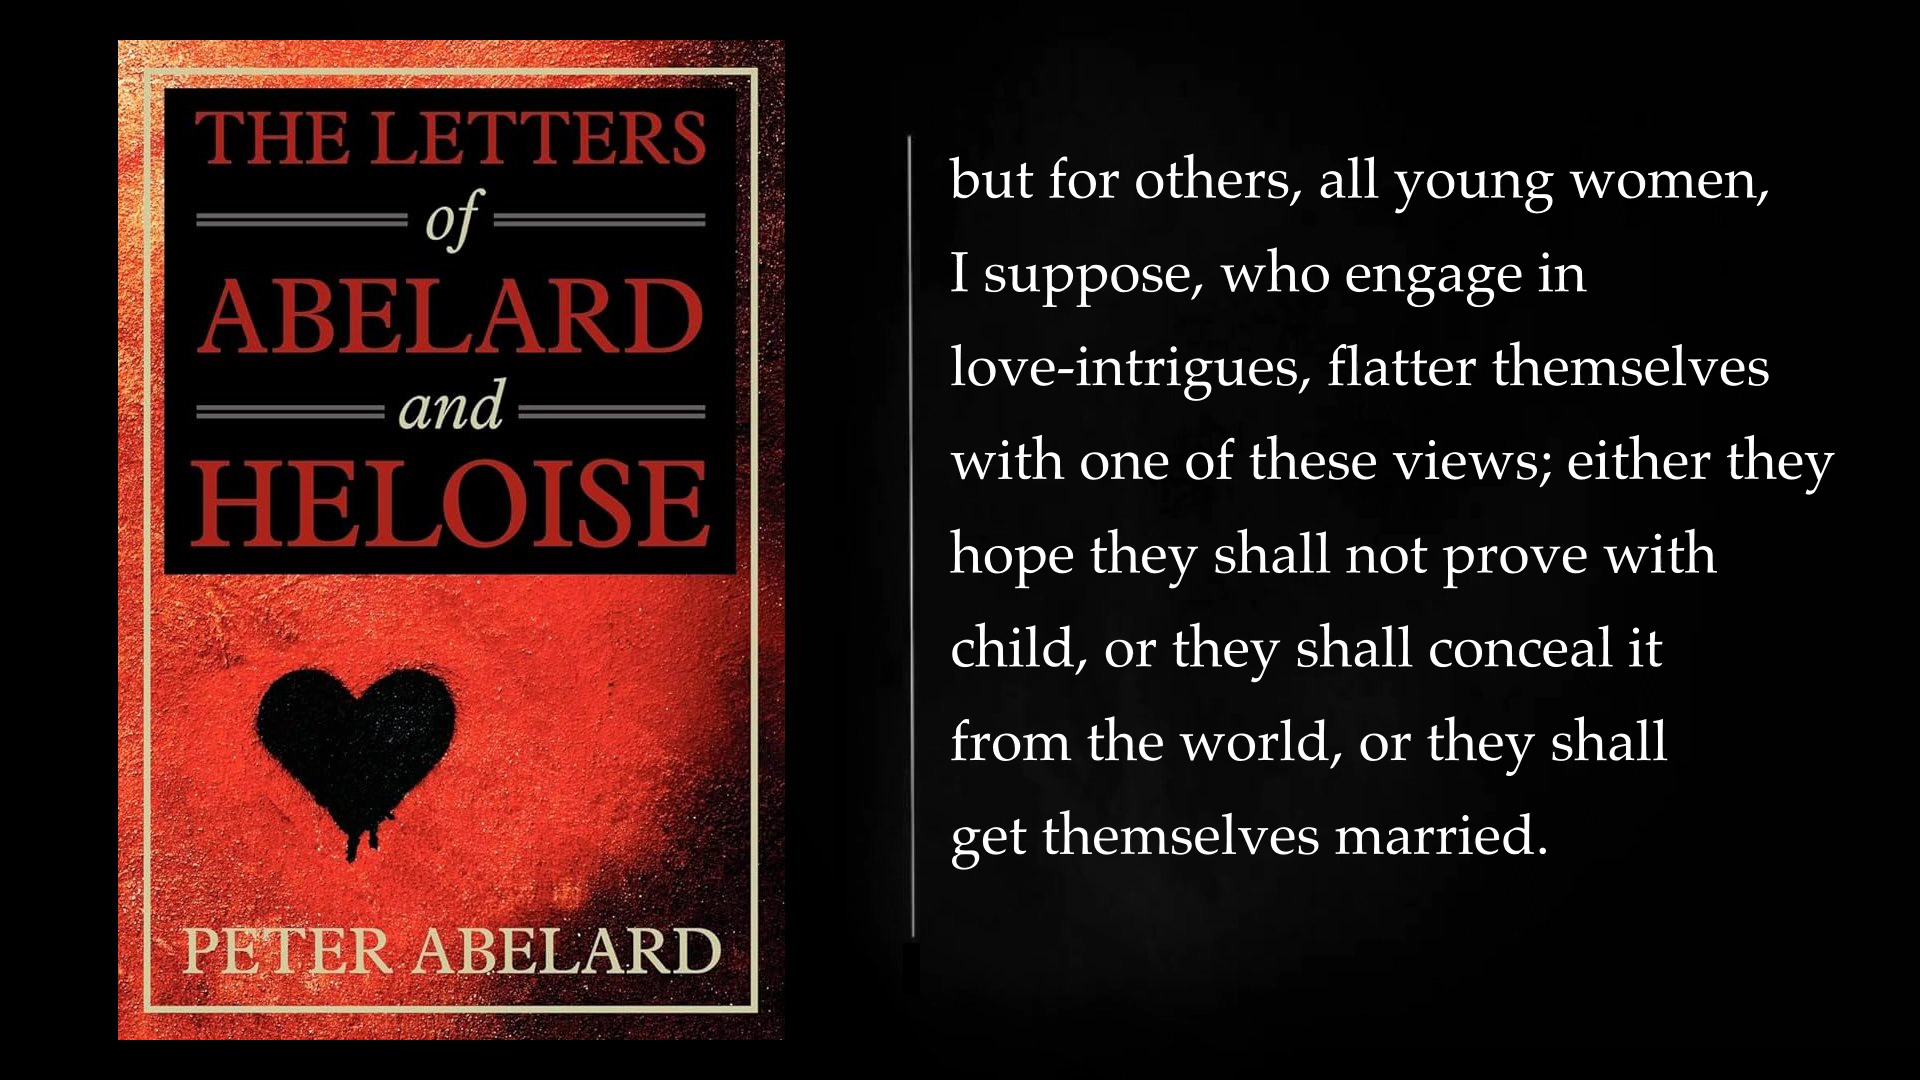 THE LETTERS
of
ABELARD
and
HELOISE
PETER ABELARD
but for others, all young women,
I suppose, who engage in
love-intrigues, flatter themselves
with one of these views; either they
hope they shall not prove with
child, or they shall conceal it
from the world, or they shall
get themselves married.